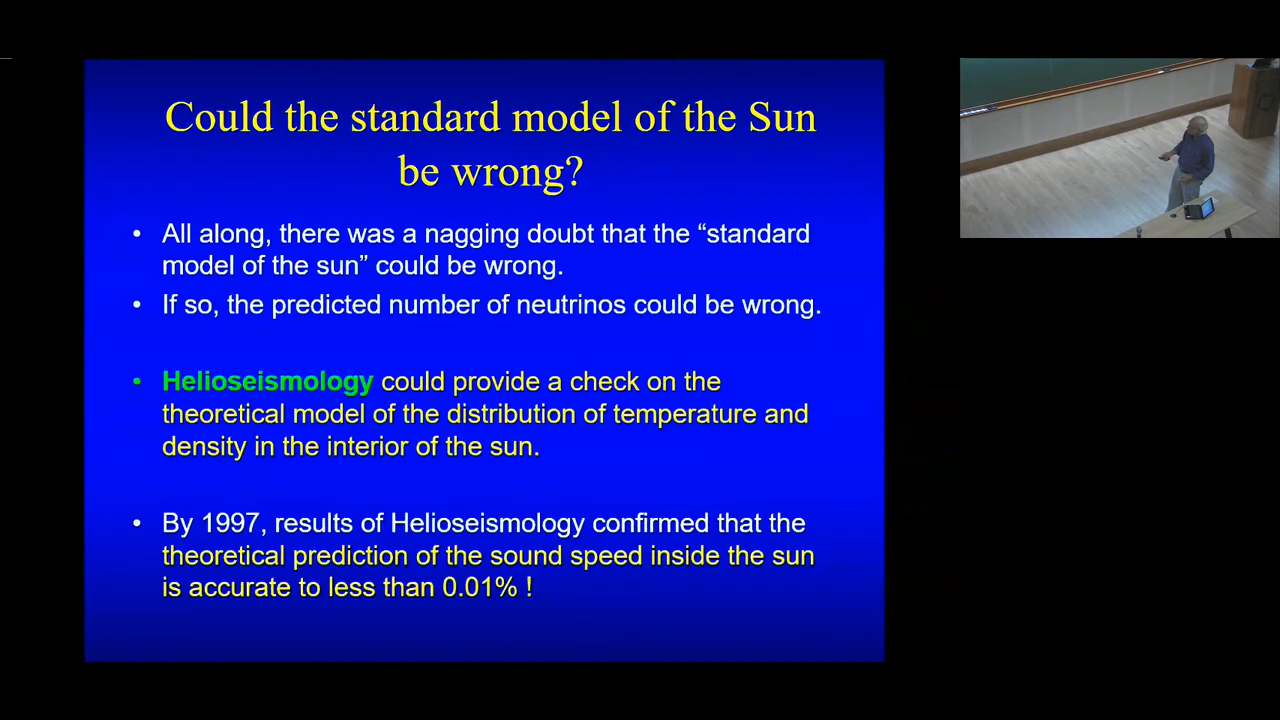 Could the standard model of the Sun
be wrong?
• All along, there was a nagging doubt that the “standard
model of the sun” could be wrong.
• If so, the predicted number of neutrinos could be wrong.
• Helioseismology could provide a check on the
theoretical model of the distribution of temperature and
density in the interior of the sun.
• By 1997, results of Helioseismology confirmed that the
theoretical prediction of the sound speed inside the sun
is accurate to less than 0.01% !